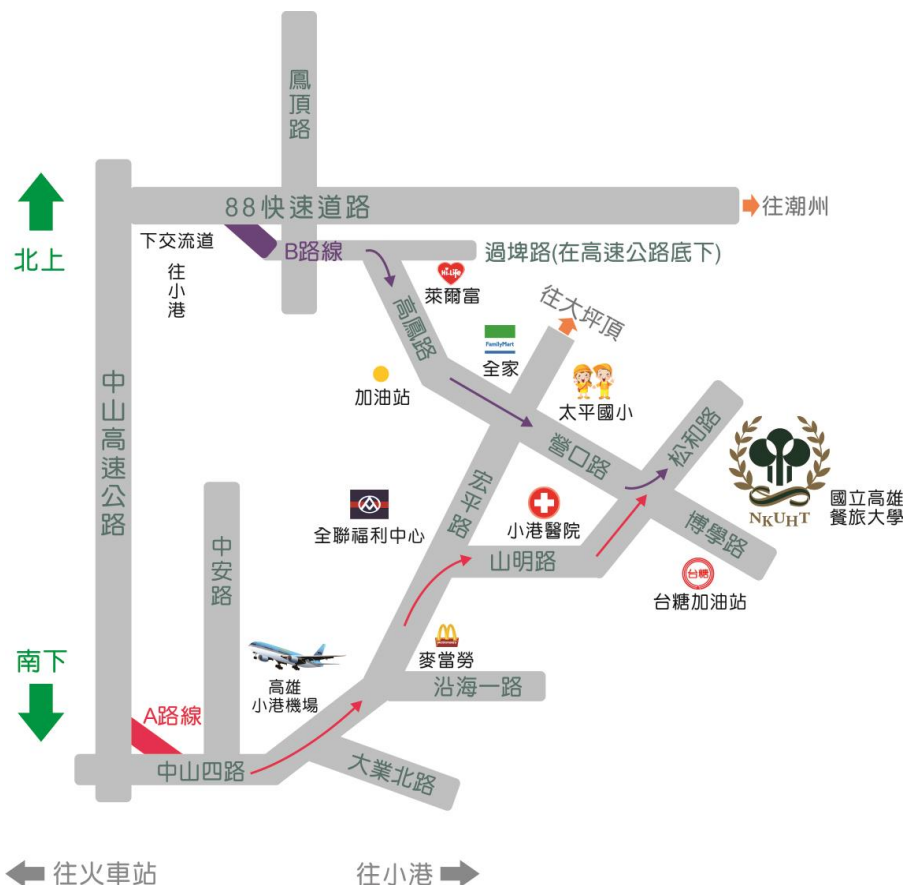 鳳頂路
88快速道路
往潮州
北上
下交流道
往小港
B路線
過埤路(在高速公路底下)
Hi-Life
萊爾富
往大坪頂
高鳳路
FamilyMart
全家
加油站
太平國小
中山高速公路
營口路
松和路
宏平路
全聯福利中心
小港醫院
NKUHT
國立高雄
餐旅大學
博學路
中安路
山明路
台糖
台糖加油站
南下
麥當勞
高雄
小港機場
沿海一路
A路線
中山四路
大業北路
往火車站
往小港